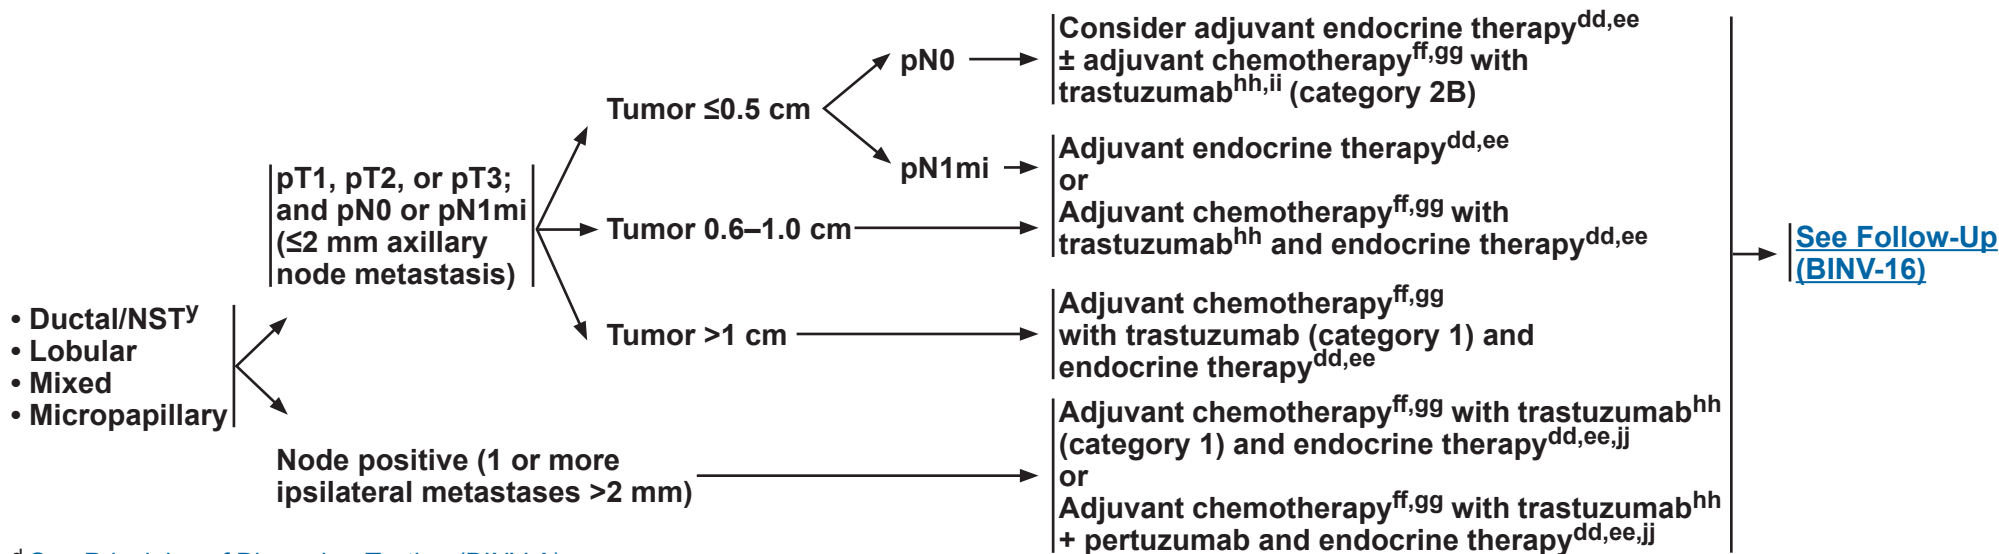 • Ductal/NSTy
• Lobular
• Mixed
• Micropapillary
pT1, pT2, or pT3;
and pN0 or pN1mi
(≤2 mm axillary
node metastasis)
Node positive (1 or more
ipsilateral metastases >2 mm)
Tumor ≤0.5 cm
Tumor 0.6–1.0 cm
Tumor >1 cm
pN0
pN1mi
Consider adjuvant endocrine therapydd,ee
± adjuvant chemotherapyff,gg with
trastuzumabhh,ii (category 2B)
Adjuvant endocrine therapydd,ee
or
Adjuvant chemotherapyff,gg with
trastuzumabhh and endocrine therapydd,ee
Adjuvant chemotherapyff,gg
with trastuzumab (category 1) and
endocrine therapydd,ee
Adjuvant chemotherapyff,gg with trastuzumabhh
(category 1) and endocrine therapydd,ee,jj
or
Adjuvant chemotherapyff,gg with trastuzumabhh
+ pertuzumab and endocrine therapydd,ee,jj
See Follow-Up
(BINV-16)